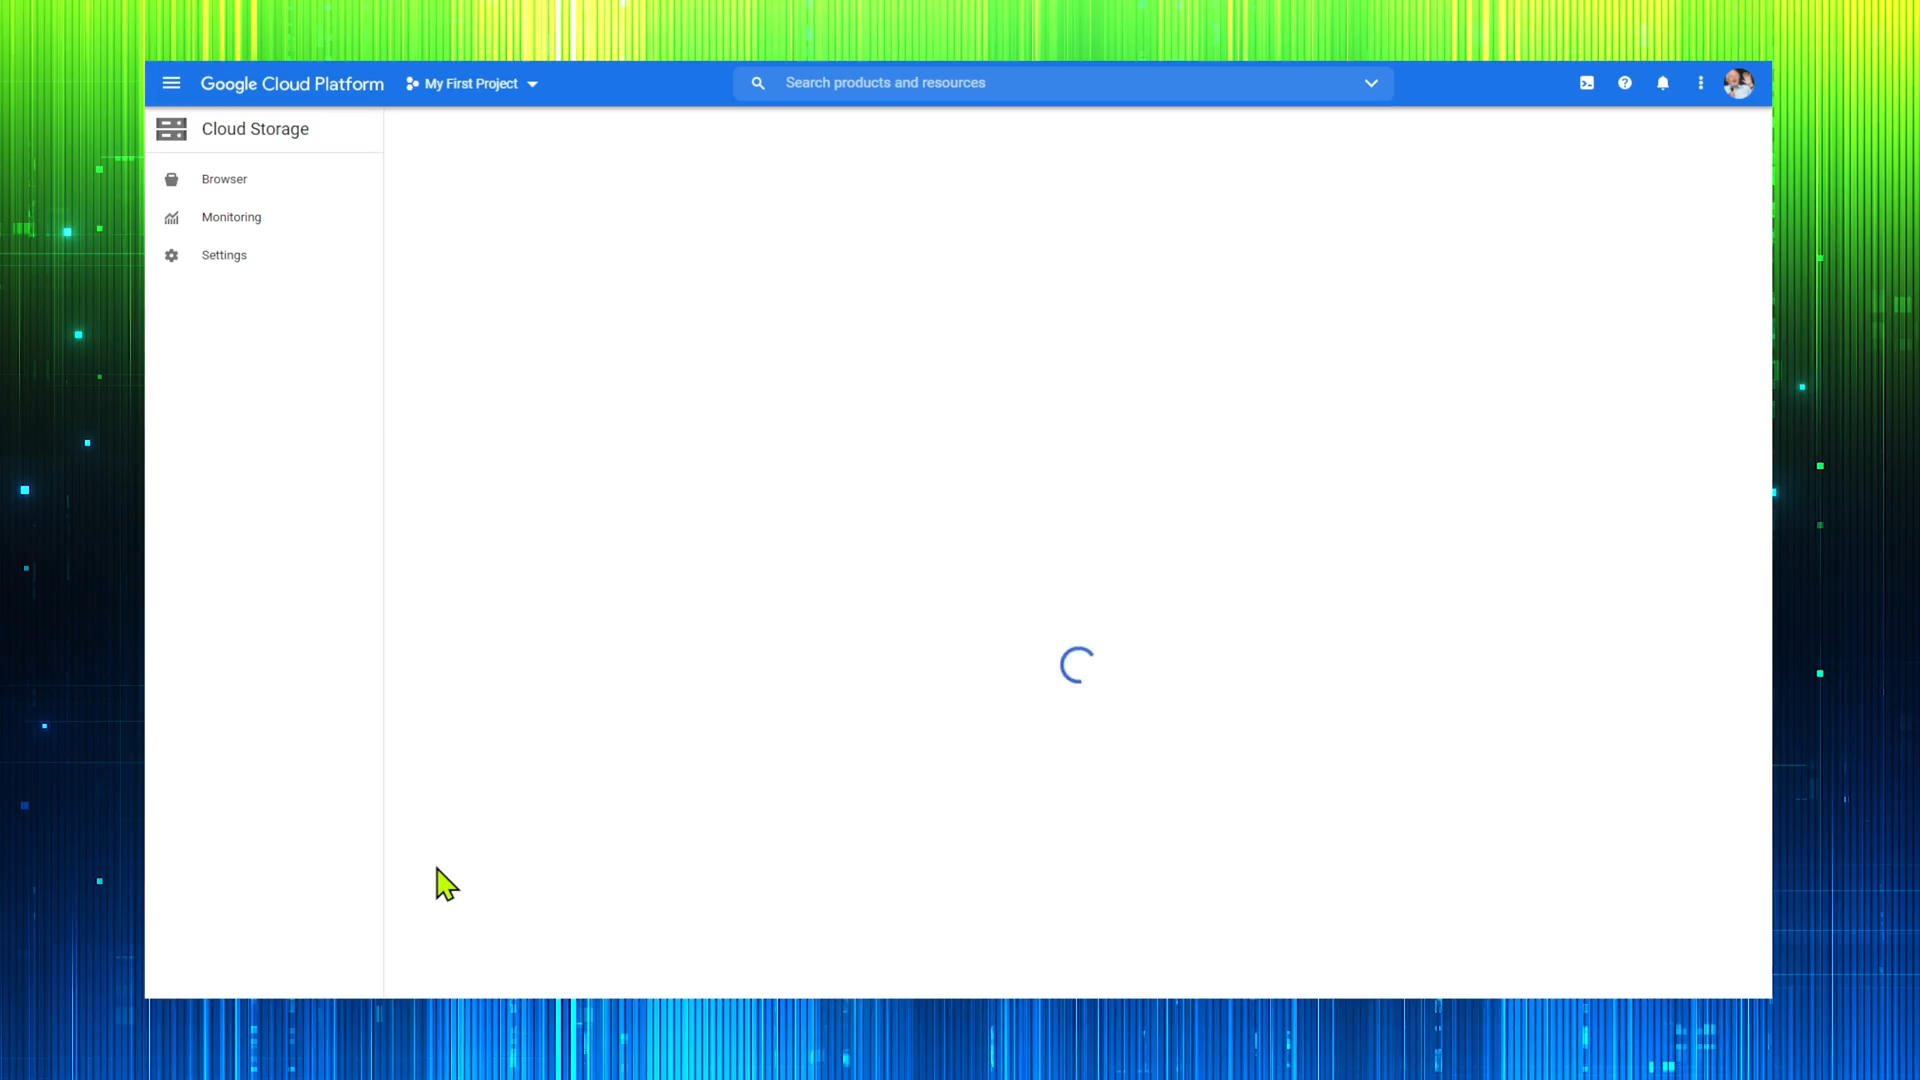 Google Cloud Platform
My First Project
Search products and resources
Cloud Storage
Browser
Monitoring
Settings